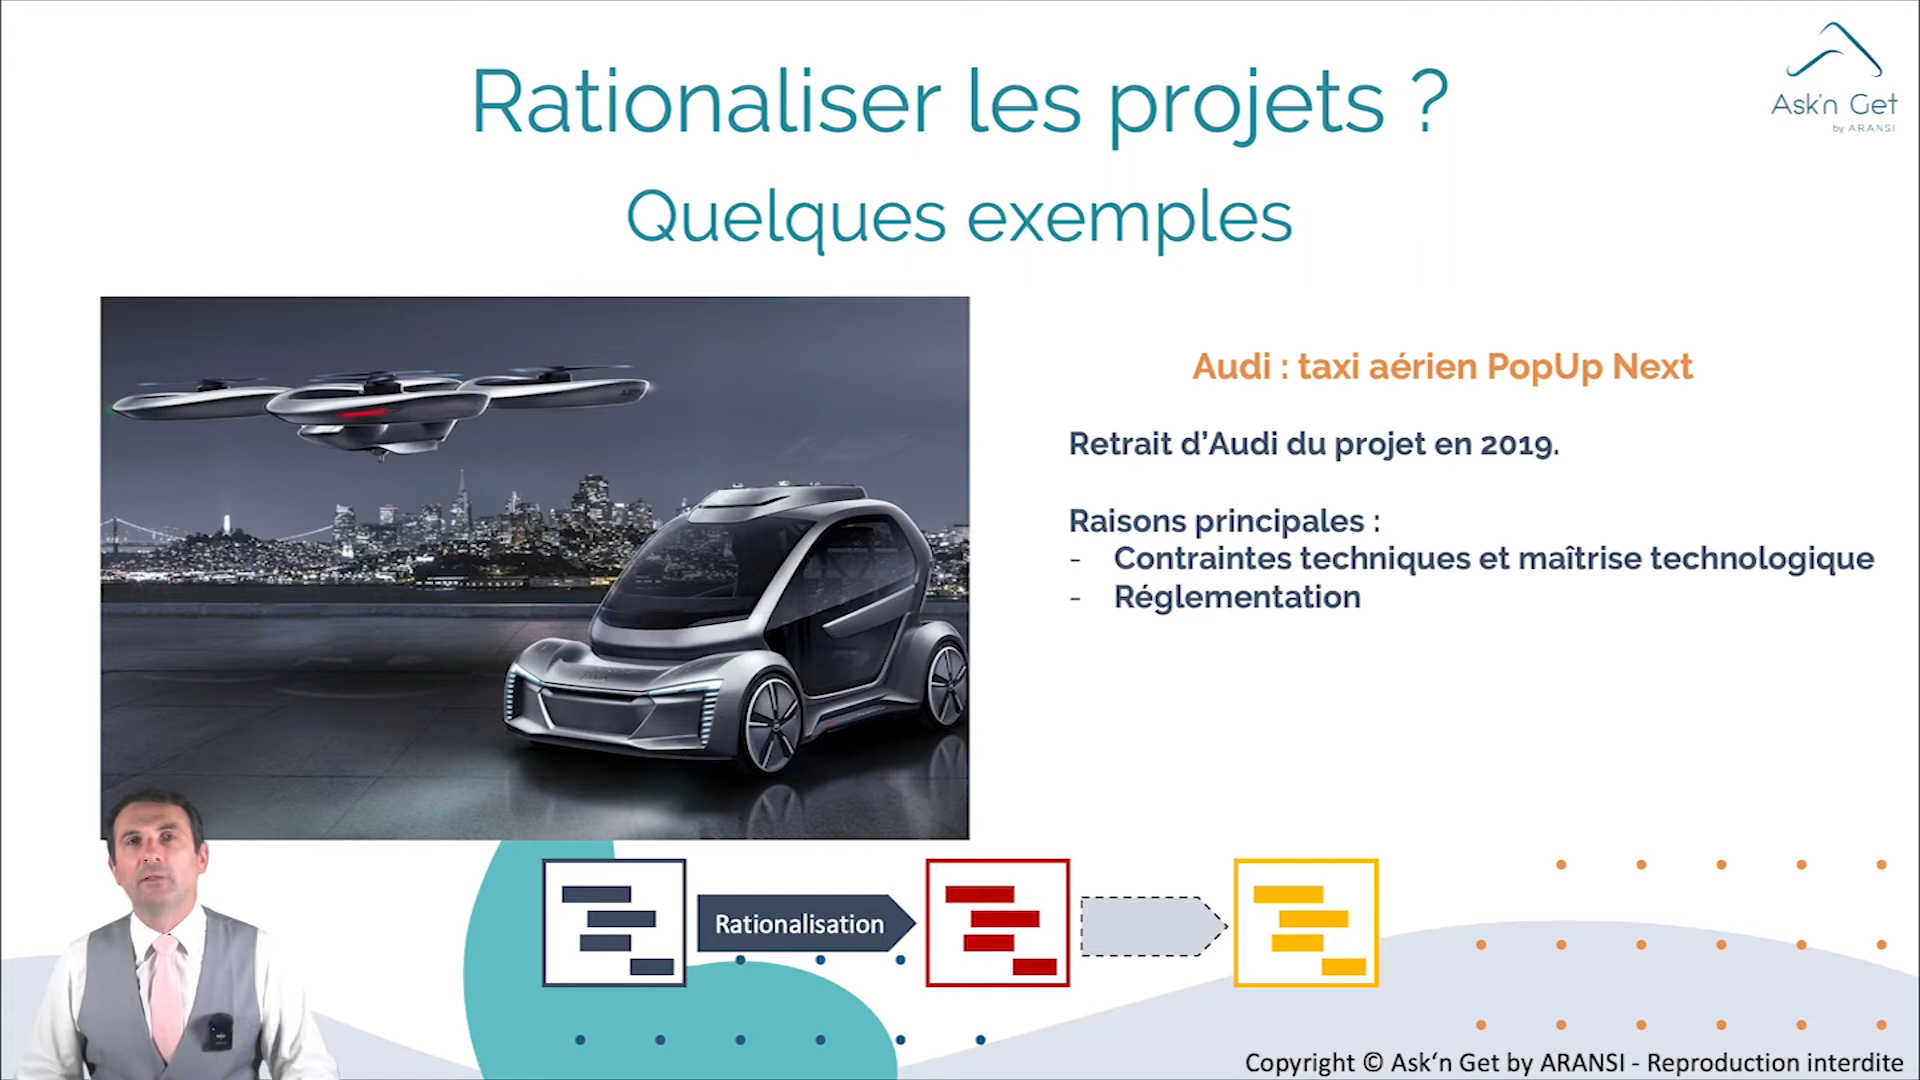 Rationaliser les projets ?
Ask'n Get
by ARANSI
Quelques exemples
Audi : taxi aérien PopUp Next
Retrait d’Audi du projet en 2019.
Raisons principales :
- Contraintes techniques et maîtrise technologique
- Réglementation
Rationalisation
Copyright © Ask‘n Get by ARANSI - Reproduction interdite